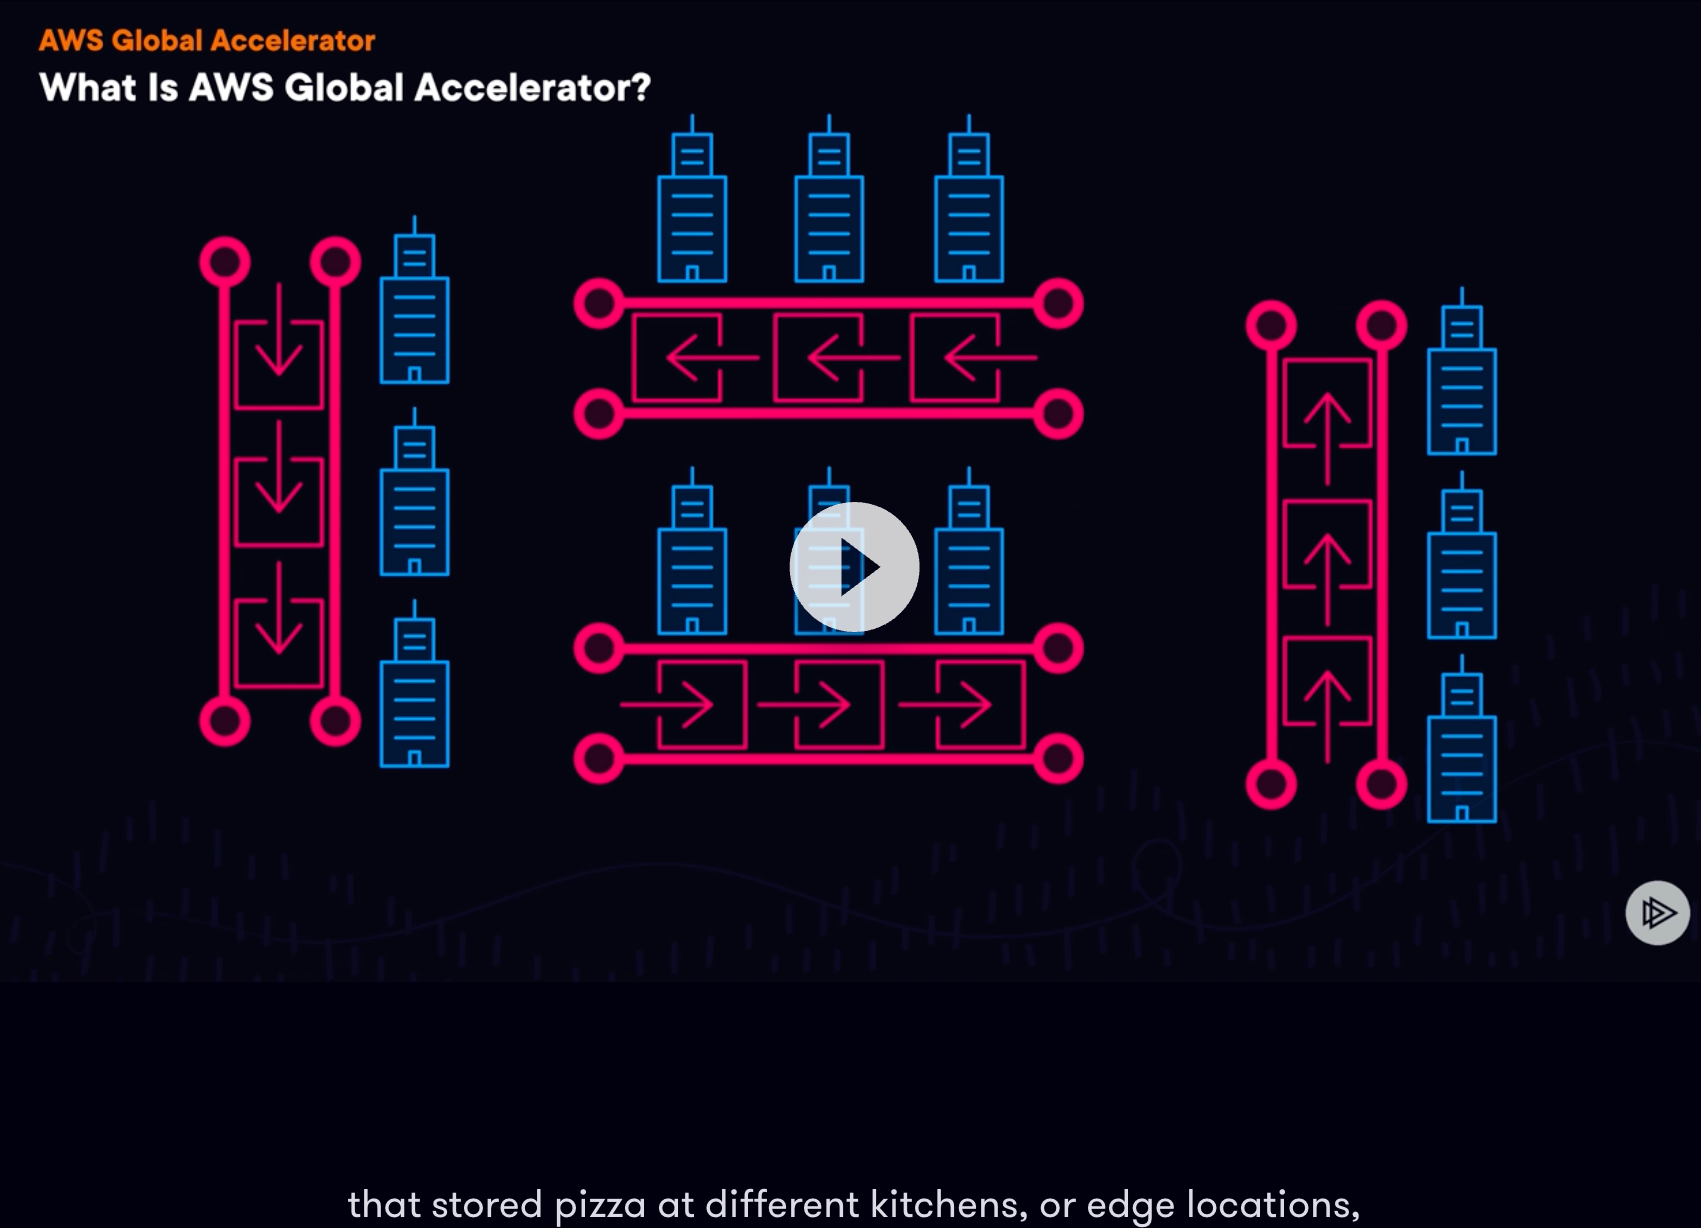 AWS Global Accelerator
What Is AWS Global Accelerator?
that stored pizza at different kitchens, or edge locations,